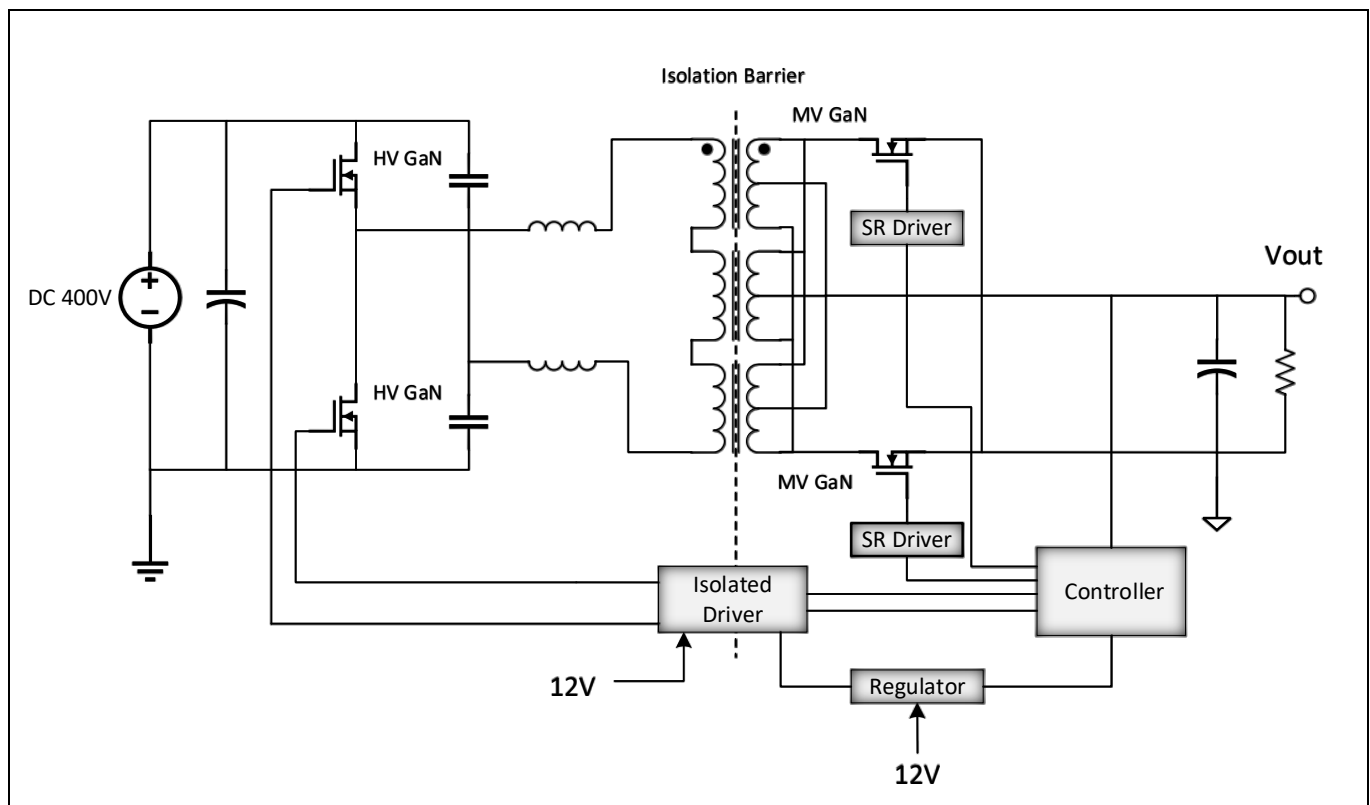 Isolation Barrier
MV GaN
HV GaN
SR Driver
Vout
+
-
DC 400V
HV GaN
MV GaN
SR Driver
Isolated
Driver
Controller
12V
Regulator
12V